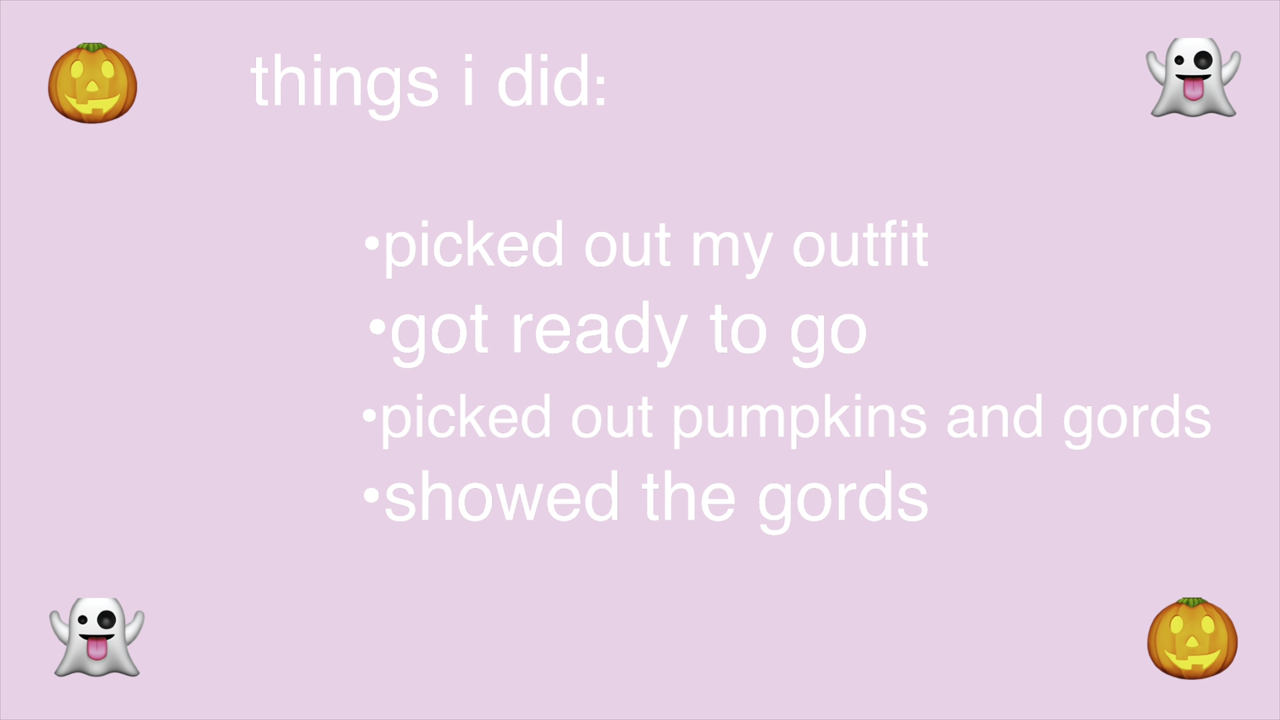 things i did:
•picked out my outfit
•got ready to go
•picked out pumpkins and gords
•showed the gords